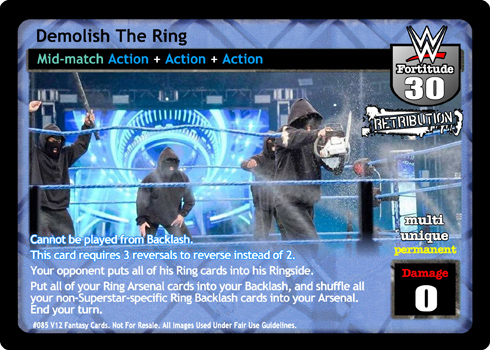 Demolish The Ring
Mid-match Action + Action + Action
W
Fortitude
30
RETRIBUTION
Cannot be played from Backlash.
This card requires 3 reversals to reverse instead of 2.
Your opponent puts all of his Ring cards into his Ringside.
Put all of your Ring Arsenal cards into your Backlash, and shuffle all
your non-Superstar-specific Ring Backlash cards into your Arsenal.
End your turn.
multi
unique
permanent
Damage
0
#085 V12 Fantasy Cards. Not For Resale. All Images Used Under Fair Use Guidelines.